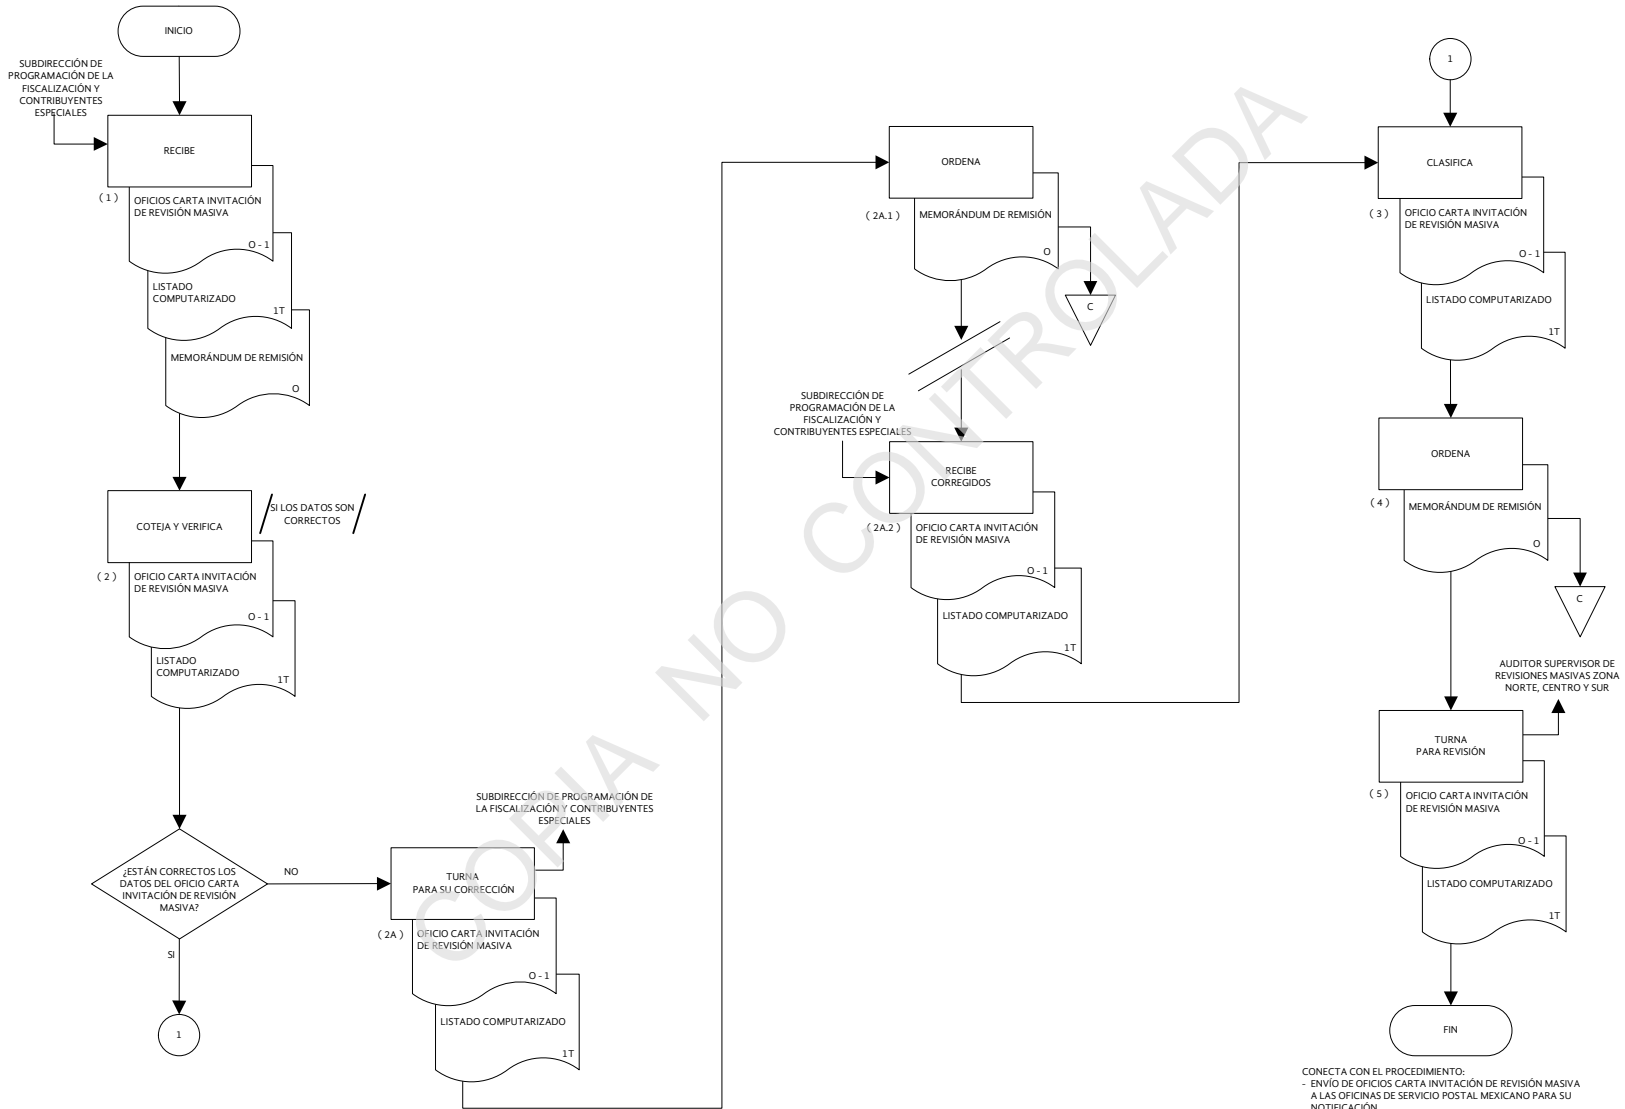 INICIO
SUBDIRECCIÓN DE
PROGRAMACIÓN DE LA
FISCALIZACIÓN Y
CONTRIBUYENTES
ESPECIALES
RECIBE
( 1 )
OFICIOS CARTA INVITACIÓN
DE REVISIÓN MASIVA
O - 1
LISTADO
COMPUTARIZADO
1T
MEMORÁNDUM DE REMISIÓN
O
COTEJA Y VERIFICA
SI LOS DATOS SON
CORRECTOS
( 2 )
OFICIO CARTA INVITACIÓN
DE REVISIÓN MASIVA
O - 1
LISTADO
COMPUTARIZADO
1T
¿ESTÁN CORRECTOS LOS
DATOS DEL OFICIO CARTA
INVITACIÓN DE REVISIÓN
MASIVA?
NO
SI
1
SUBDIRECCIÓN DE PROGRAMACIÓN DE
LA FISCALIZACIÓN Y CONTRIBUYENTES
ESPECIALES
TURNA
PARA SU CORRECCIÓN
( 2A )
OFICIO CARTA INVITACIÓN
DE REVISIÓN MASIVA
O - 1
LISTADO COMPUTARIZADO
1T
ORDENA
( 2A.1 )
MEMORÁNDUM DE REMISIÓN
O
C
SUBDIRECCIÓN DE
PROGRAMACIÓN DE LA
FISCALIZACIÓN Y
CONTRIBUYENTES ESPECIALES
RECIBE
CORREGIDOS
( 2A.2 )
OFICIO CARTA INVITACIÓN
DE REVISIÓN MASIVA
O - 1
LISTADO COMPUTARIZADO
1T
1
CLASIFICA
( 3 )
OFICIO CARTA INVITACIÓN
DE REVISIÓN MASIVA
O - 1
LISTADO COMPUTARIZADO
1T
ORDENA
( 4 )
MEMORÁNDUM DE REMISIÓN
O
C
AUDITOR SUPERVISOR DE
REVISIONES MASIVAS ZONA
NORTE, CENTRO Y SUR
TURNA
PARA REVISIÓN
( 5 )
OFICIO CARTA INVITACIÓN
DE REVISIÓN MASIVA
O - 1
LISTADO COMPUTARIZADO
1T
FIN
CONECTA CON EL PROCEDIMIENTO:
- ENVÍO DE OFICIOS CARTA INVITACIÓN DE REVISIÓN MASIVA
A LAS OFICINAS DE SERVICIO POSTAL MEXICANO PARA SU
NOTIFICACIÓN
COPIA NO CONTROLADA